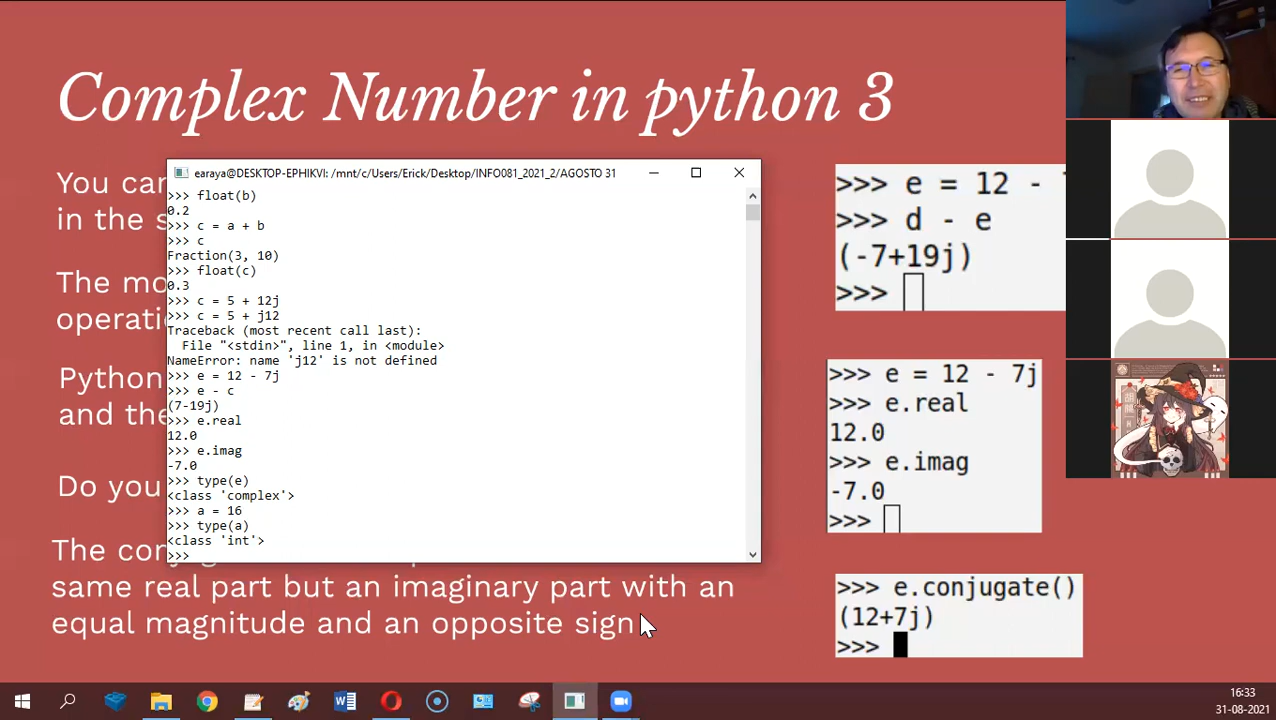 Complex Number in python 3
You can
in the s
The mo
operati
Python
and the
Do you
The con
same real part but an imaginary part with an
equal magnitude and an opposite sign
earaya@DESKTOP-EPHIKVI: /mnt/c/Users/Erick/Desktop/INFO081_2021_2/AGOSTO 31
>>> float(b)
0.2
>>> c = a + b
>>> c
Fraction(3, 10)
>>> float(c)
0.3
>>> c = 5 + 12j
>>> c = 5 + j12
Traceback (most recent call last):
  File "<stdin>", line 1, in <module>
NameError: name 'j12' is not defined
>>> e = 12 - 7j
>>> e - c
(7-19j)
>>> e.real
12.0
>>> e.imag
-7.0
>>> type(e)
<class 'complex'>
>>> a = 16
>>> type(a)
<class 'int'>
>>>
>>> e = 12 -
>>> d - e
(-7+19j)
>>>
>>> e = 12 - 7j
>>> e.real
12.0
>>> e.imag
-7.0
>>>
>>> e.conjugate()
(12+7j)
>>>
16:33
31-08-2021